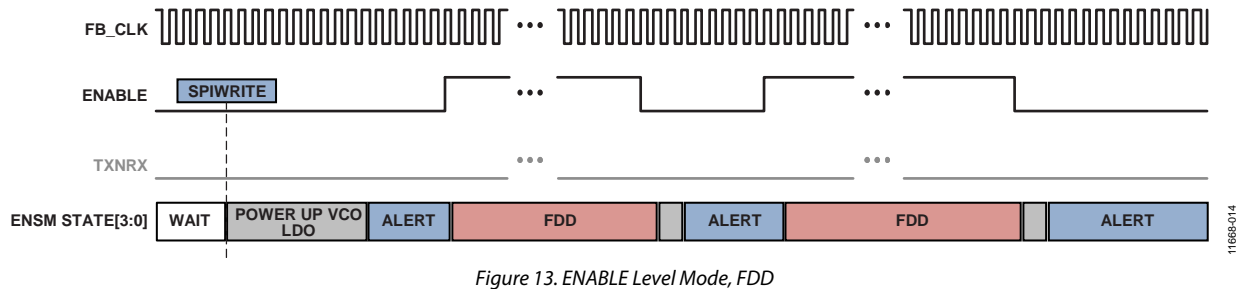 FB_CLK
ENABLE
SPIWRITE
TXNRX
ENSM STATE[3:0]
WAIT
POWER UP VCO
LDO
ALERT
FDD
ALERT
FDD
ALERT
11668-014
Figure 13. ENABLE Level Mode, FDD